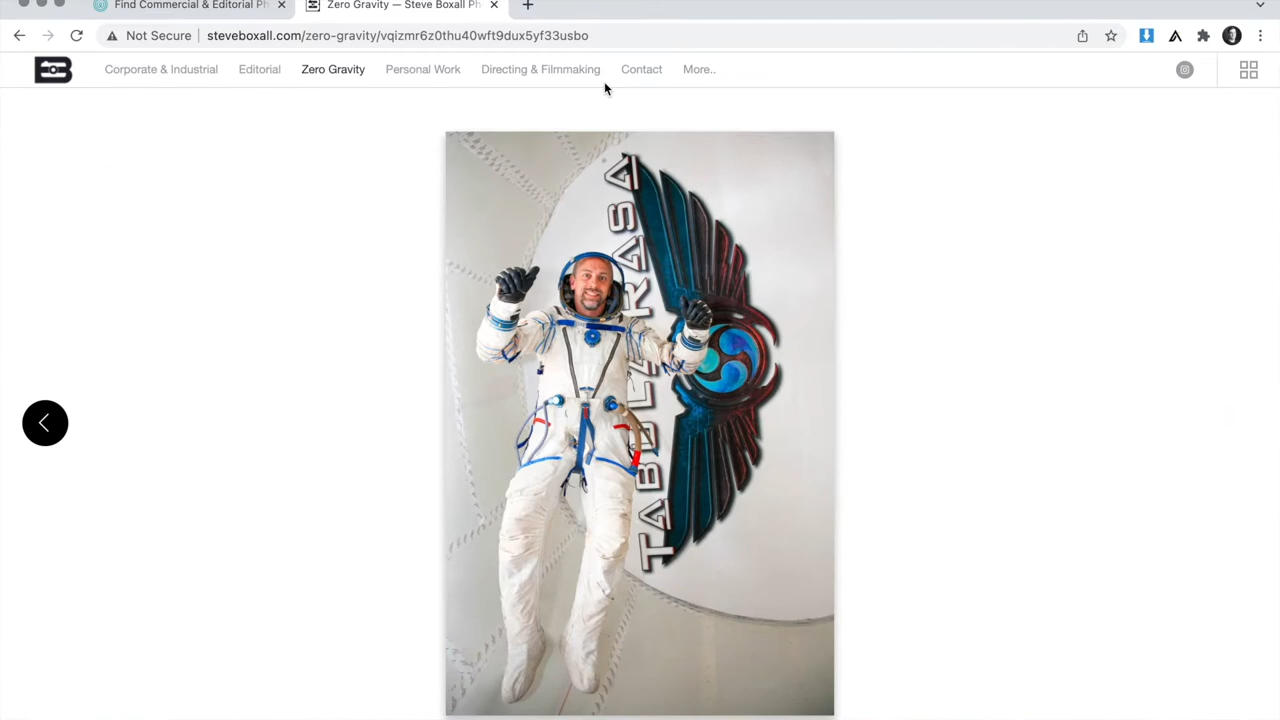 Find Commercial & Editorial Ph
Zero Gravity — Steve Boxall Ph
Not Secure
steveboxall.com/zero-gravity/vqizmr6z0thu40wft9dux5yf33usbo
Corporate & Industrial
Editorial
Zero Gravity
Personal Work
Directing & Filmmaking
Contact
More..
TABULA RASA